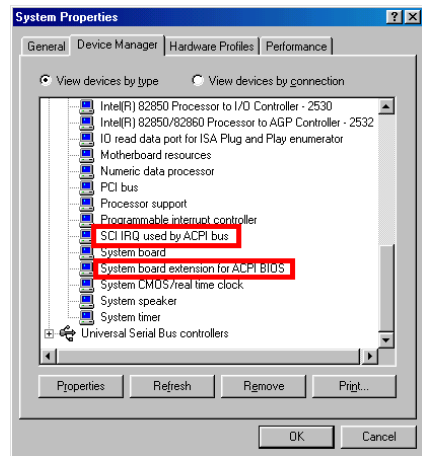 System Properties
General Device Manager Hardware Profiles Performance
View devices by type View devices by connection
Intel(R) 82850 Processor to I/O Controller - 2530
Intel(R) 82850/82860 Processor to AGP Controller - 2532
IO read data port for ISA Plug and Play enumerator
Motherboard resources
Numeric data processor
PCI bus
Processor support
Programmable interrupt controller
SCI IRQ used by ACPI bus
System board
System board extension for ACPI BIOS
System CMOS/real time clock
System speaker
System timer
Universal Serial Bus controllers
Properties Refresh Remove Print...
OK Cancel